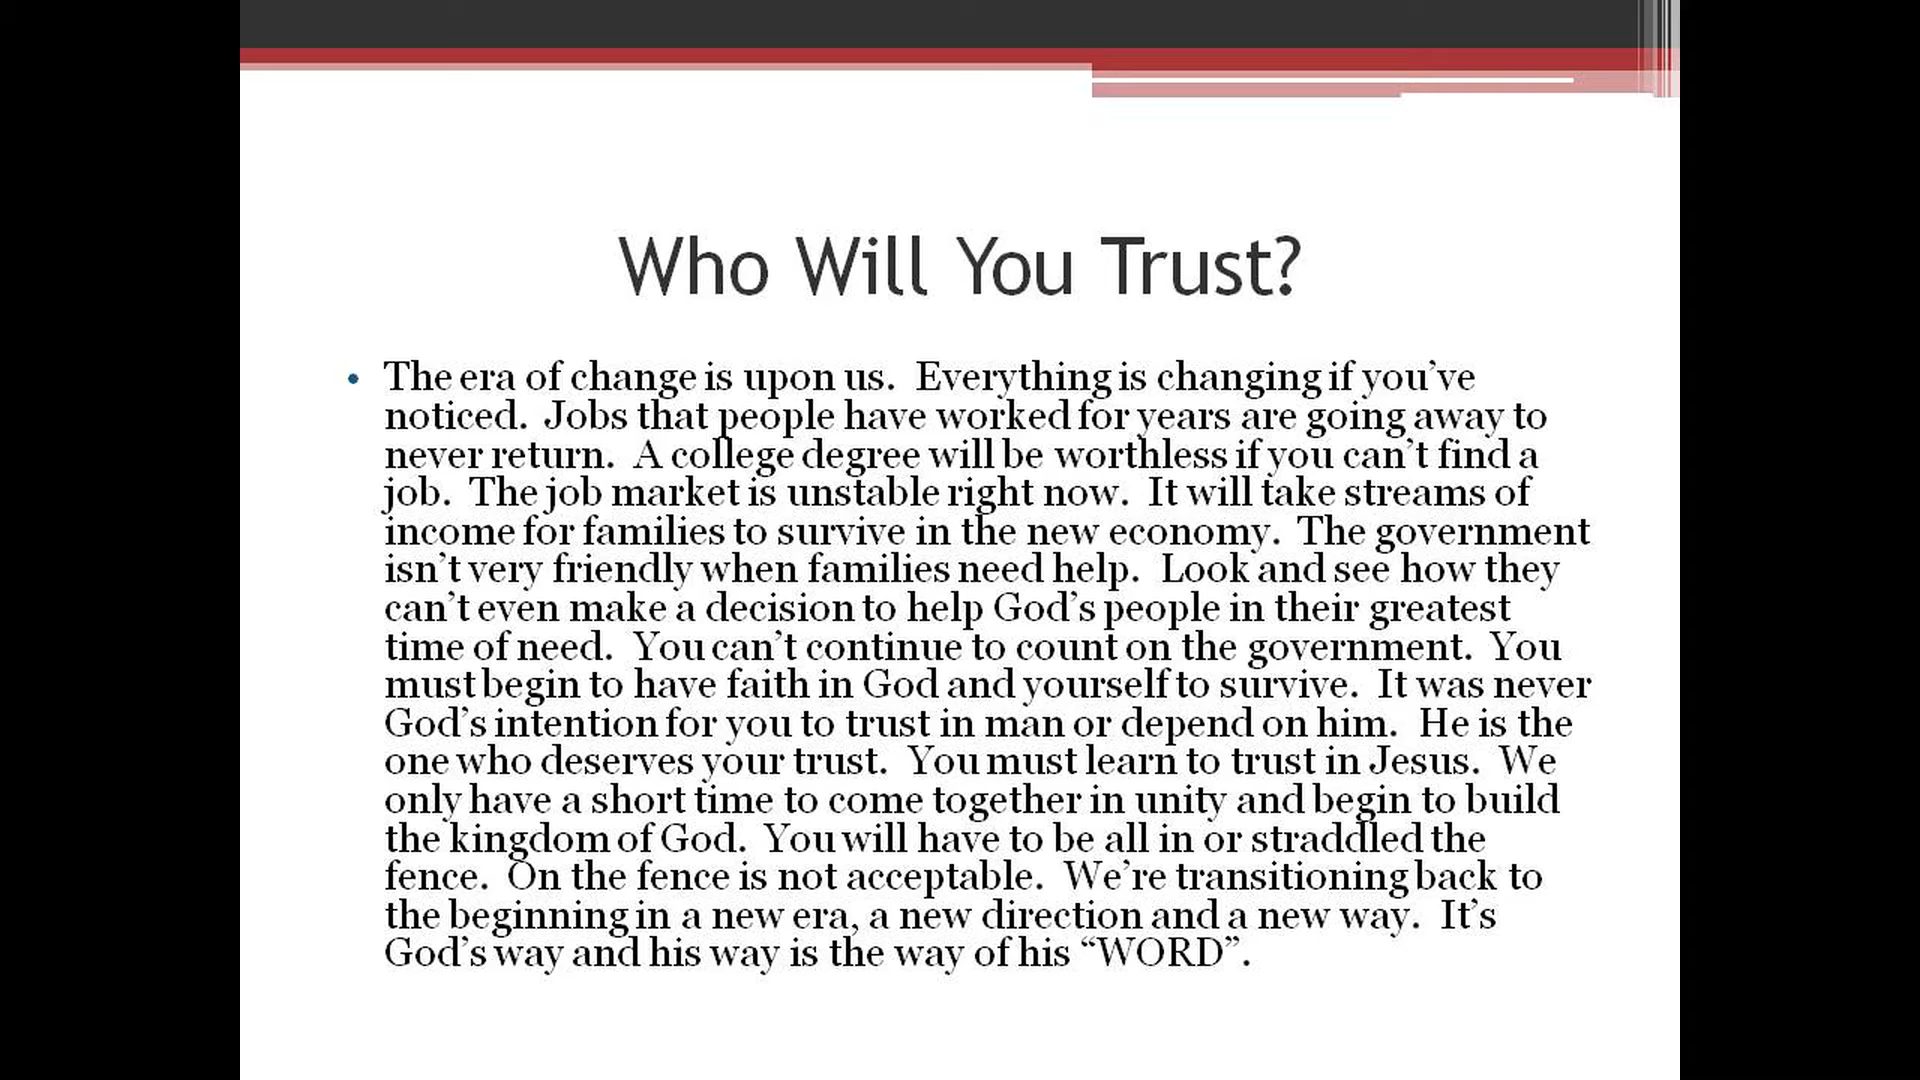 Who Will You Trust?
• The era of change is upon us.  Everything is changing if you’ve
noticed.  Jobs that people have worked for years are going away to
never return.  A college degree will be worthless if you can’t find a
job.  The job market is unstable right now.  It will take streams of
income for families to survive in the new economy.  The government
isn’t very friendly when families need help.  Look and see how they
can’t even make a decision to help God’s people in their greatest
time of need.  You can’t continue to count on the government.  You
must begin to have faith in God and yourself to survive.  It was never
God’s intention for you to trust in man or depend on him.  He is the
one who deserves your trust.  You must learn to trust in Jesus.  We
only have a short time to come together in unity and begin to build
the kingdom of God.  You will have to be all in or straddled the
fence.  On the fence is not acceptable.  We’re transitioning back to
the beginning in a new era, a new direction and a new way.  It’s
God’s way and his way is the way of his “WORD”.